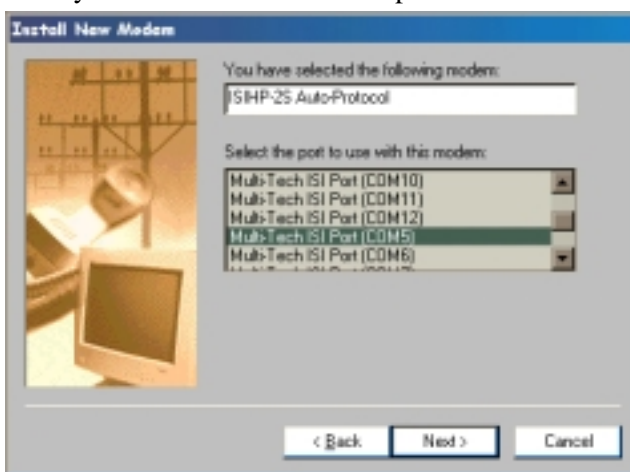 Install New Modem
You have selected the following modem:
ISIHP-2S Auto-Protocol
Select the port to use with this modem:
Multi-Tech ISI Port (COM10)
Multi-Tech ISI Port (COM11)
Multi-Tech ISI Port (COM12)
Multi-Tech ISI Port (COM5)
Multi-Tech ISI Port (COM6)
< Back
Next >
Cancel